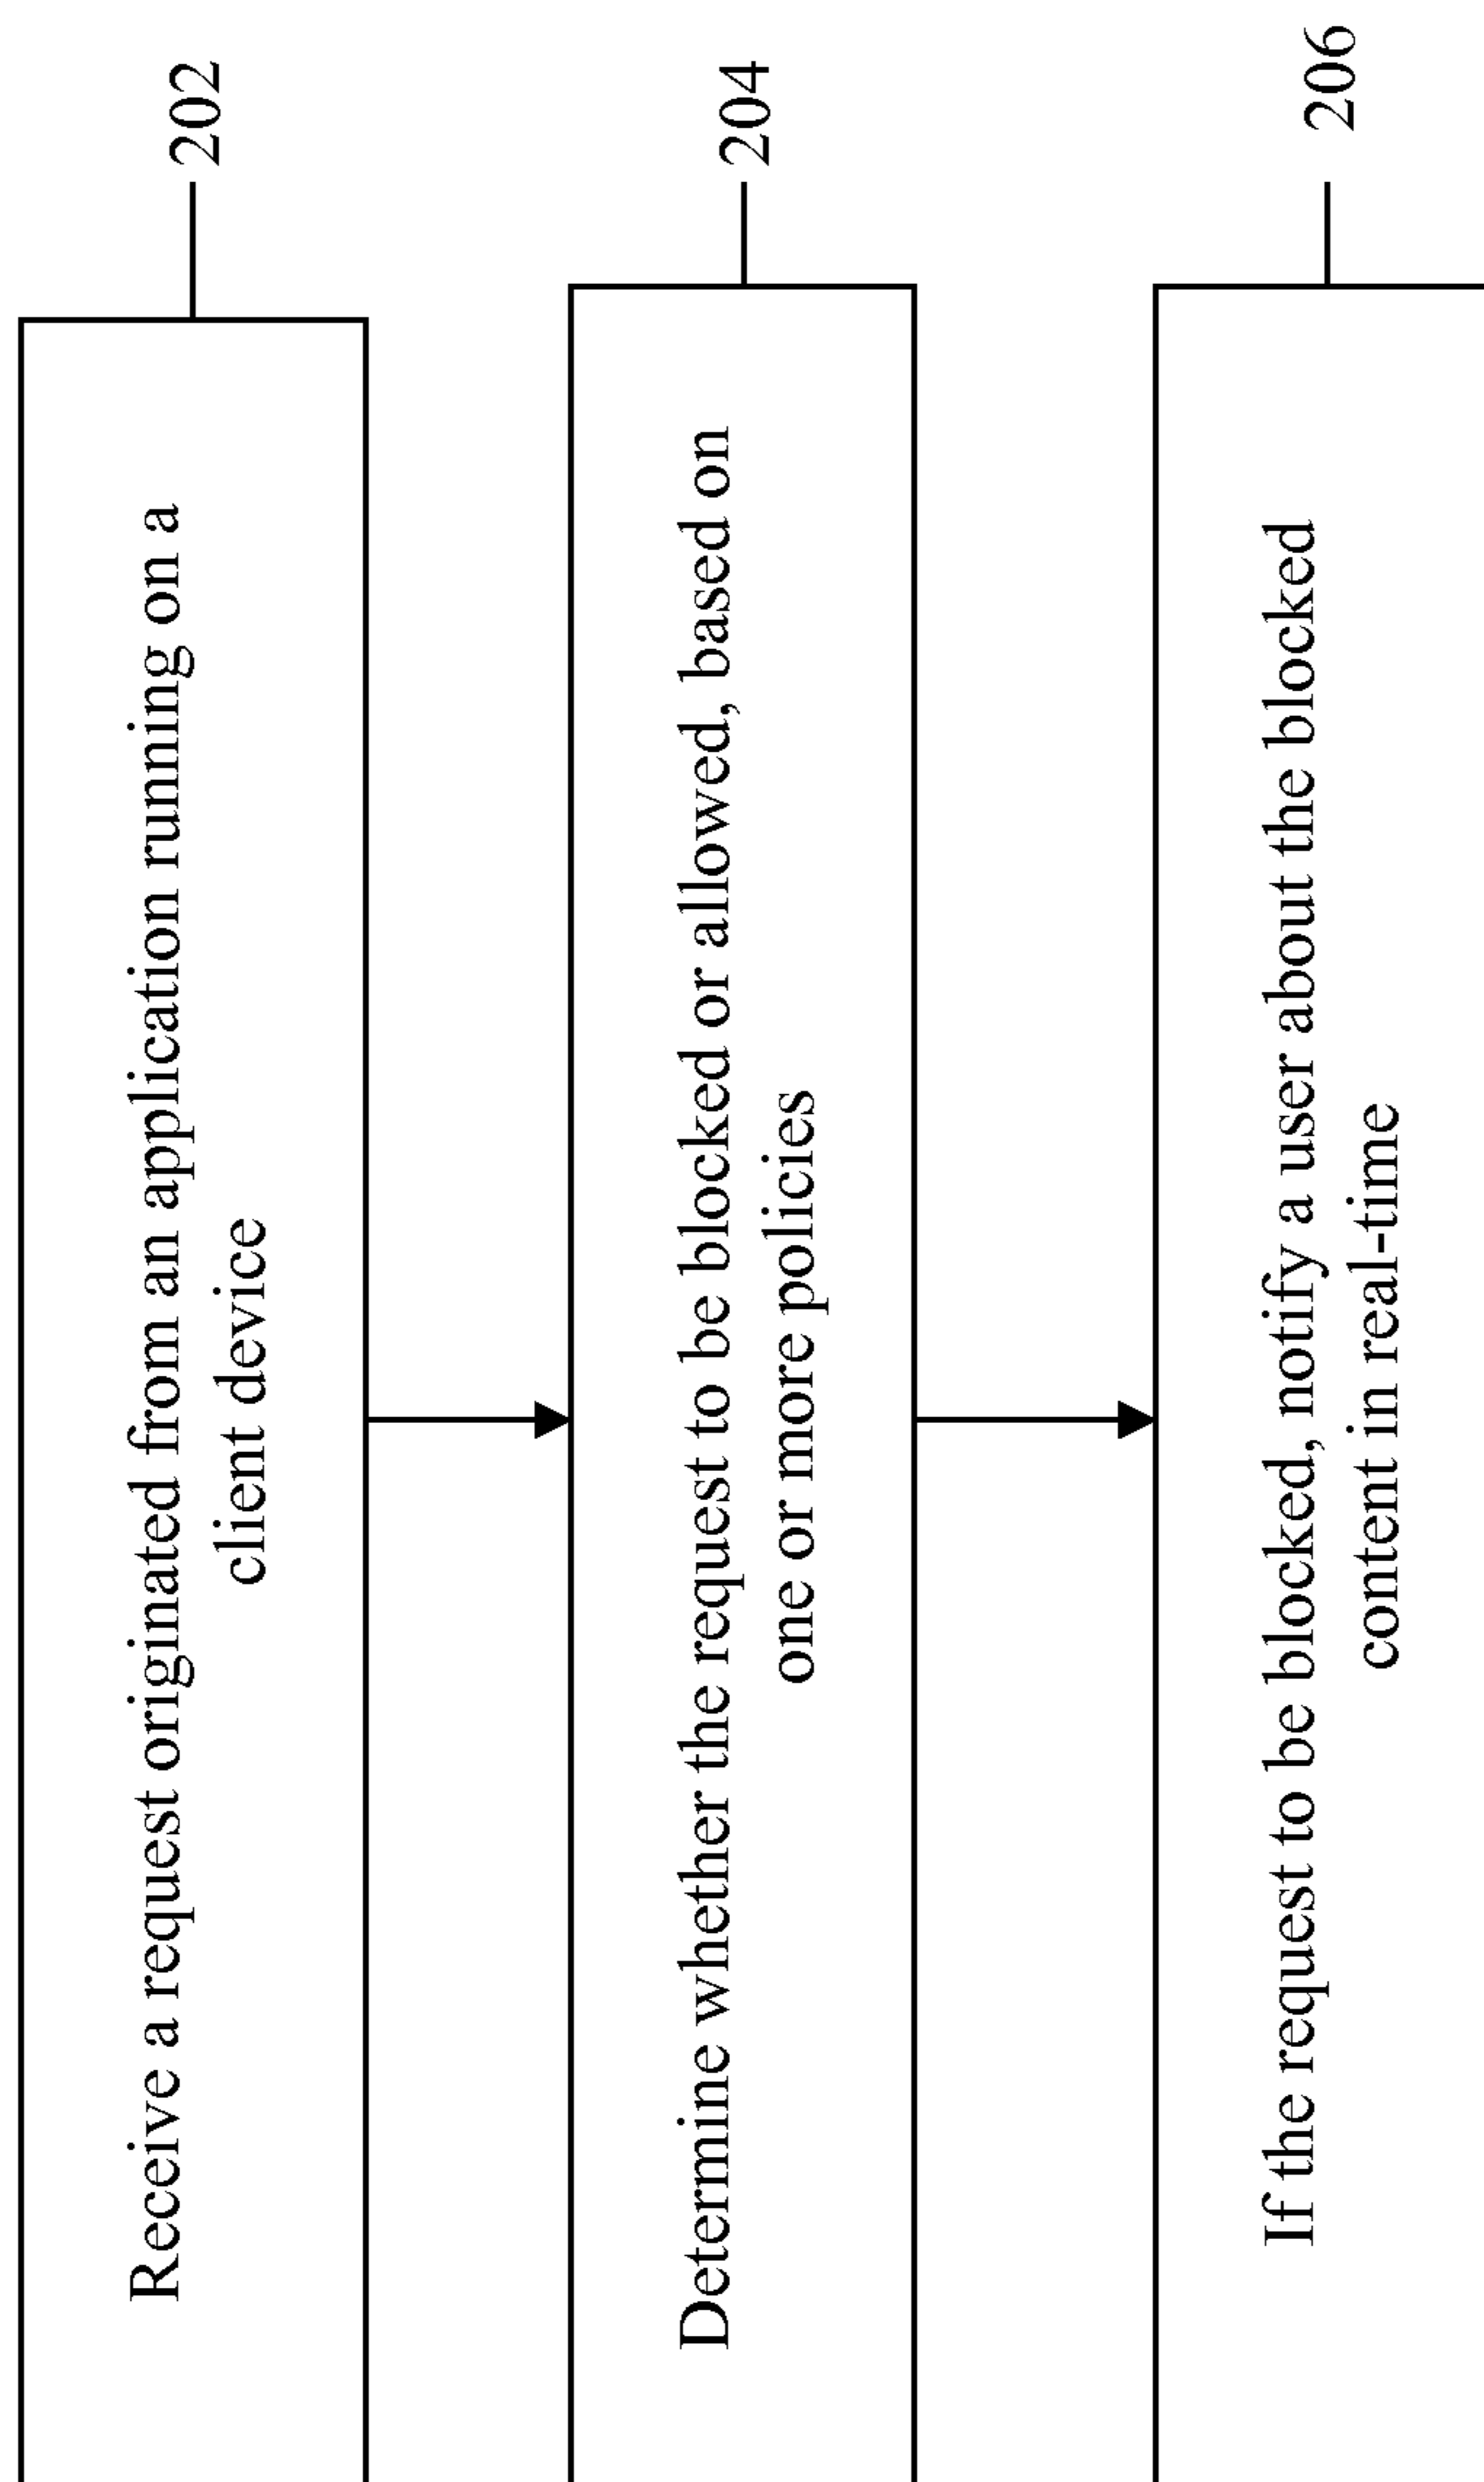 Receive a request originated from an application running on a
client device
202
Determine whether the request to be blocked or allowed, based on
one or more policies
204
If the request to be blocked, notify a user about the blocked
content in real-time
206